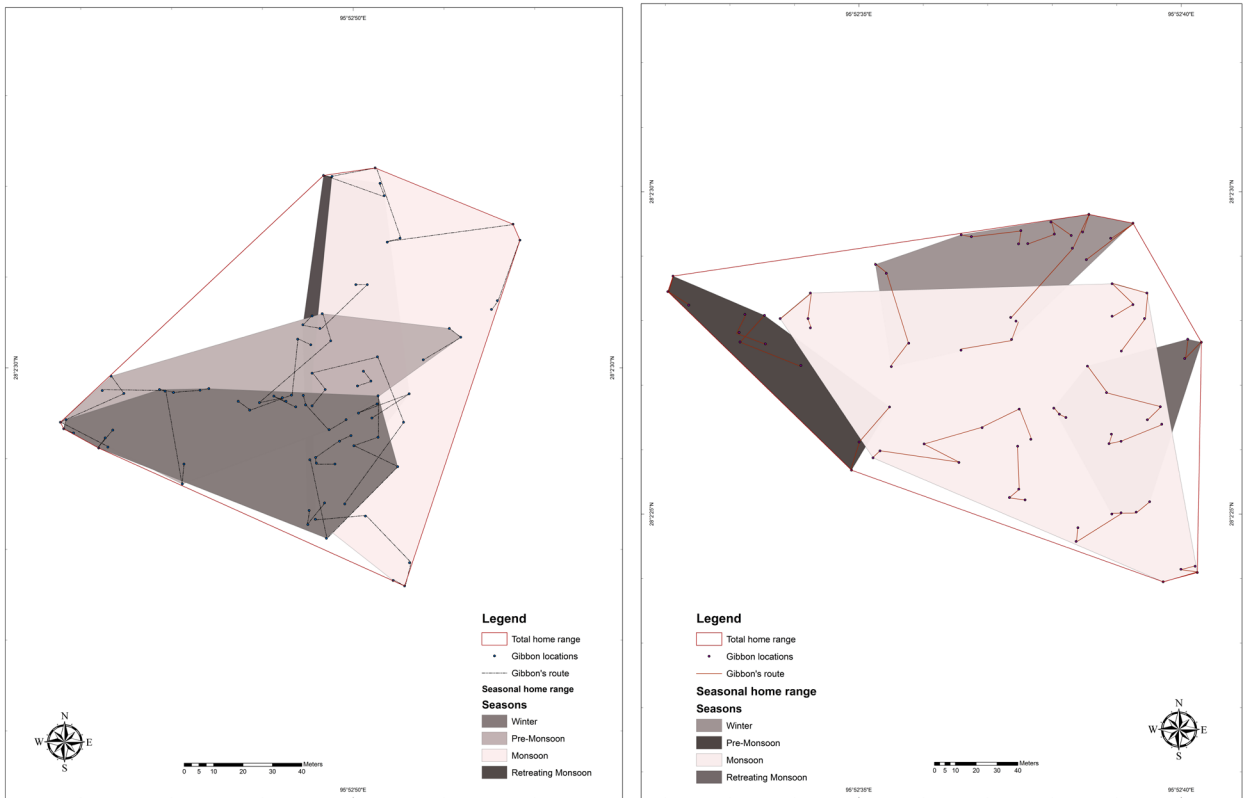 95°52'50"E
28°2'30"N
28°2'30"N
Legend
Total home range
Gibbon locations
Gibbon's route
Seasonal home range
Seasons
Winter
Pre-Monsoon
Monsoon
Retreating Monsoon
N
W E
S
Meters
0 5 10 20 30 40
95°52'50"E
95°52'35"E 95°52'40"E
28°2'30"N
28°2'30"N
28°2'25"N
28°2'25"N
Legend
Total home range
Gibbon locations
Gibbon's route
Seasonal home range
Seasons
Winter
Pre-Monsoon
Monsoon
Retreating Monsoon
N
W E
S
Meters
0 5 10 20 30 40
95°52'35"E 95°52'40"E